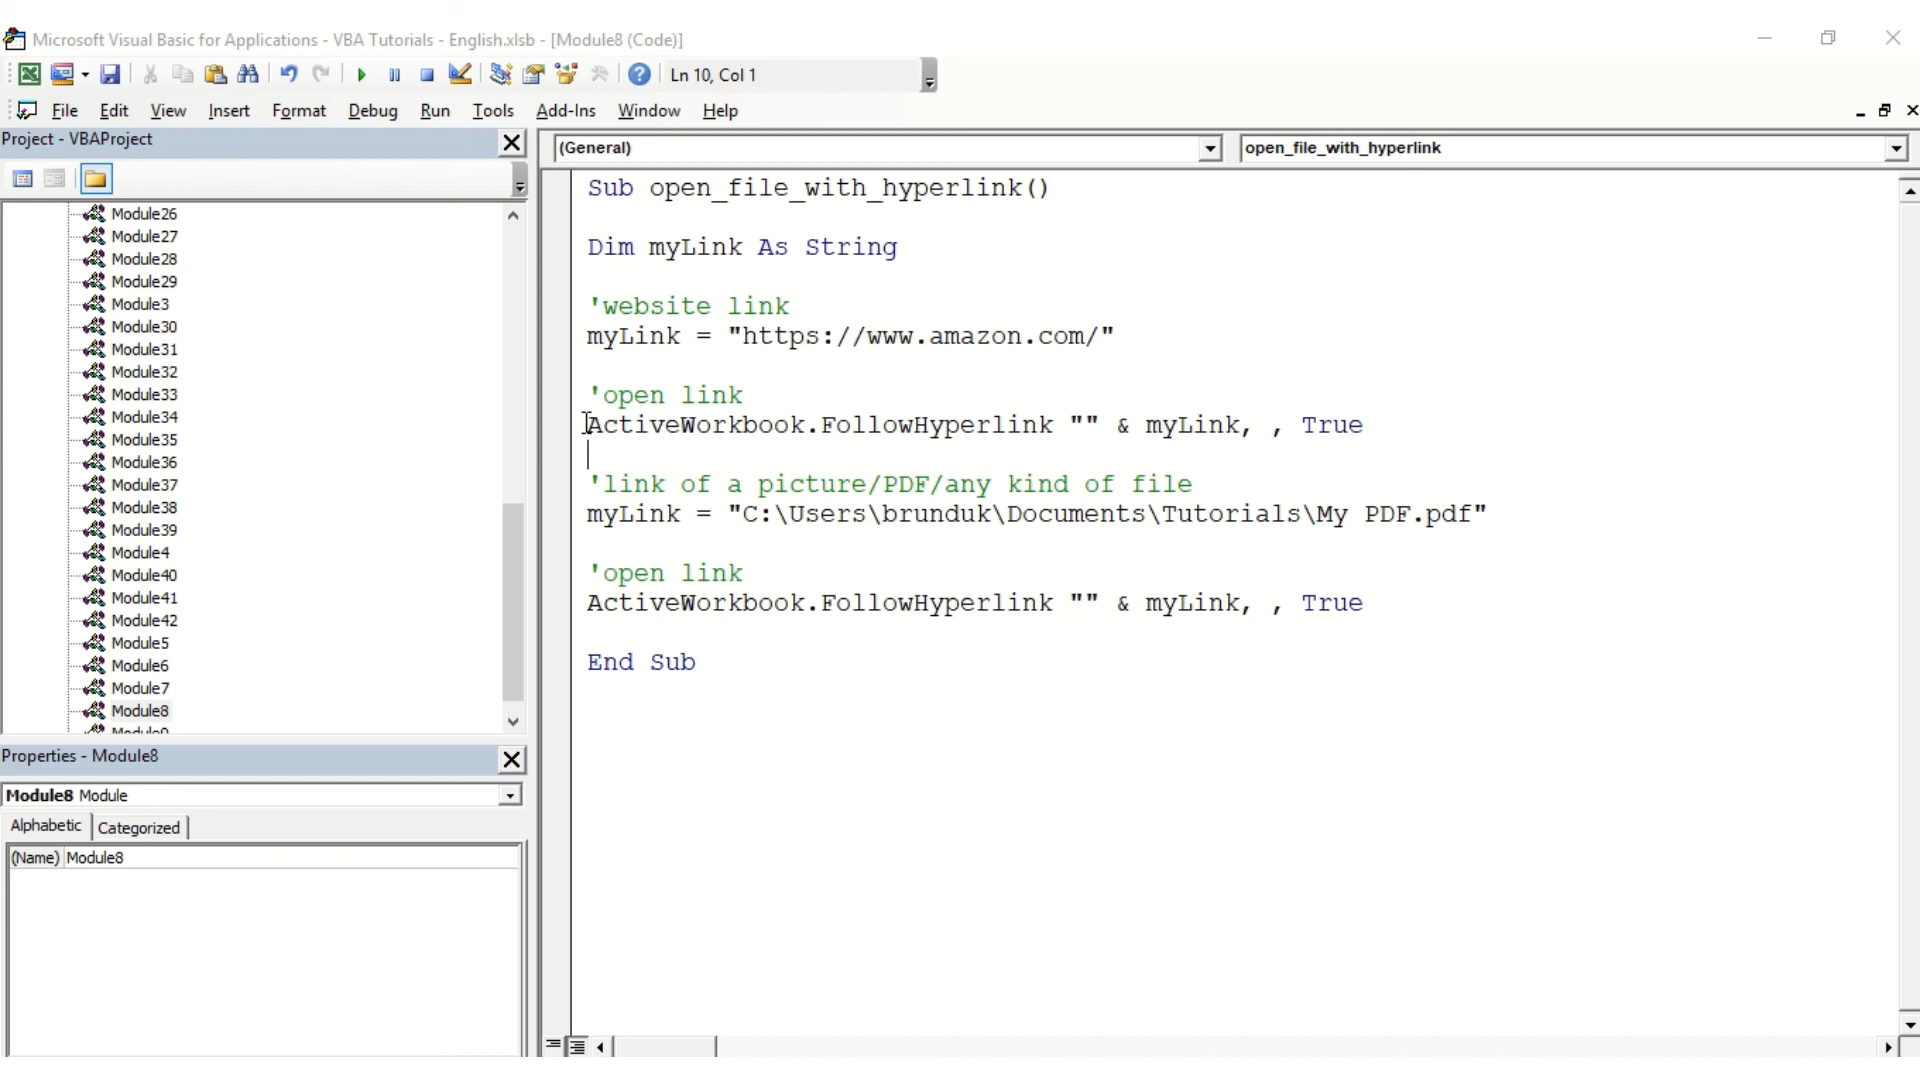 Microsoft Visual Basic for Applications - VBA Tutorials - English.xlsb - [Module8 (Code)]
Ln 10, Col 1
File Edit View Insert Format Debug Run Tools Add-Ins Window Help
Project - VBAProject
Module26
Module27
Module28
Module29
Module3
Module30
Module31
Module32
Module33
Module34
Module35
Module36
Module37
Module38
Module39
Module4
Module40
Module41
Module42
Module5
Module6
Module7
Module8
Properties - Module8
Module8 Module
Alphabetic Categorized
(Name) Module8
(General) open_file_with_hyperlink
Sub open_file_with_hyperlink()
Dim myLink As String
'website link
myLink = "https://www.amazon.com/"
'open link
ActiveWorkbook.FollowHyperlink "" & myLink, , True
'link of a picture/PDF/any kind of file
myLink = "C:\Users\brunduk\Documents\Tutorials\My PDF.pdf"
'open link
ActiveWorkbook.FollowHyperlink "" & myLink, , True
End Sub